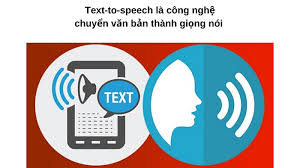 Text-to-speech là công nghệ
chuyển văn bản thành giọng nói
TEXT